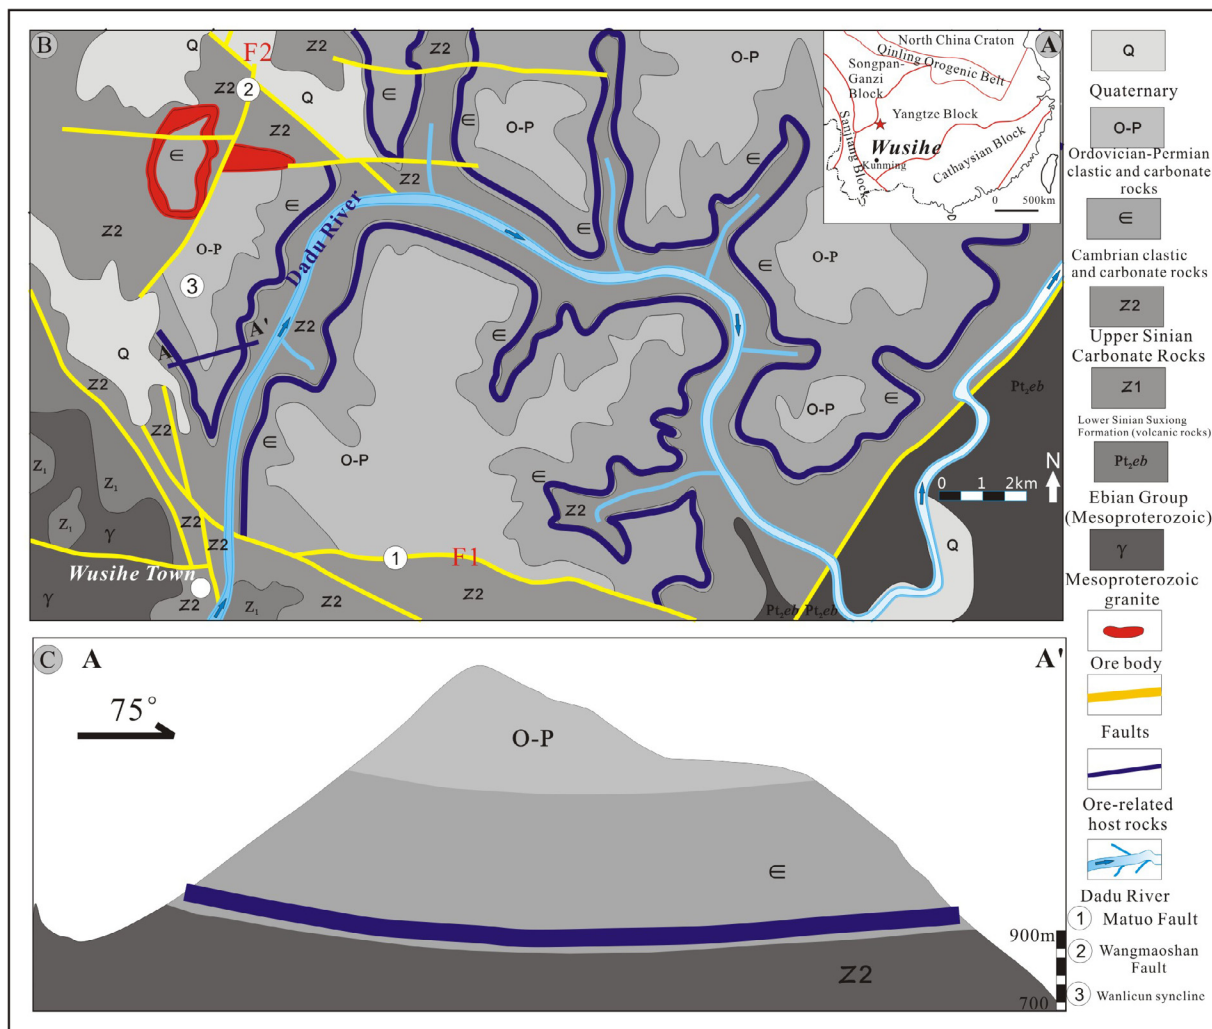 B
Q
F2
2
Z2
Z2
Q
∈
Z2
Z2
∈
∈
O-P
O-P
Z2
∈
Z2
O-P
3
Dadu River
∈
∈
O-P
∈
A
A'
Z2
Q
Z2
∈
O-P
Pt₂eb
∈
O-P
∈
Z2
Z₁
Z₁
Z₁
γ
Z2
Z2
Z2
1
F1
Wusihe Town
γ
Z2
Z₁
Z2
Z2
Pt₂eb
Pt₂eb
Q
0 1 2km
N
A
North China Craton
Qinling Orogenic Belt
Songpan-
Ganzi
Block
Yangtze Block
Sanjiang Block
Wusihe
Kunming
Cathaysian Block
0 500km
Q
Quaternary
O-P
Ordovician-Permian
clastic and carbonate
rocks
∈
Cambrian clastic
and carbonate rocks
Z2
Upper Sinian
Carbonate Rocks
Z1
Lower Sinian Suxiong
Formation (volcanic rocks)
Pt₂eb
Ebian Group
(Mesoproterozoic)
γ
Mesoproterozoic
granite
Ore body
Faults
Ore-related
host rocks
Dadu River
1 Matuo Fault
2 Wangmaoshan
Fault
3 Wanlicun syncline
C
A
A'
75°
O-P
∈
Z2
900m
700